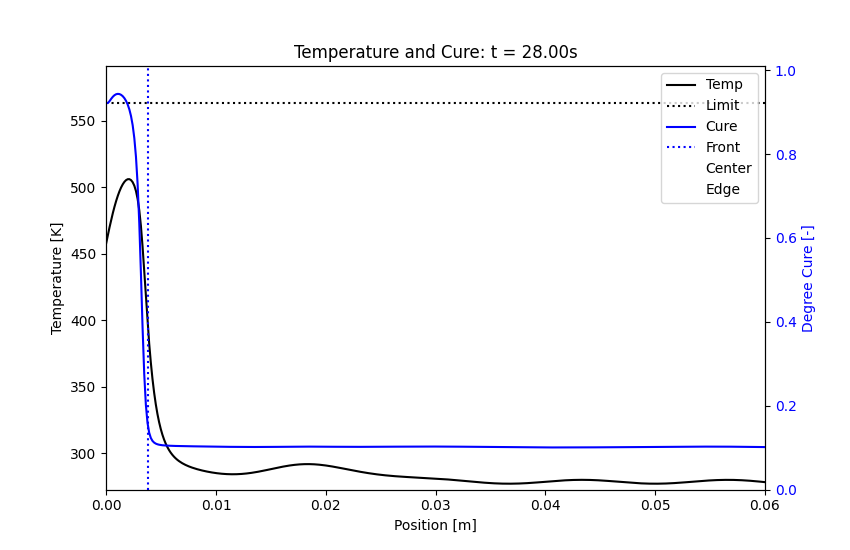 Temperature and Cure: t = 28.00s
Temp
Limit
Cure
Front
Center
Edge
Temperature [K]
550
500
450
400
350
300
Degree Cure [-]
1.0
0.8
0.6
0.4
0.2
0.0
0.00 0.01 0.02 0.03 0.04 0.05 0.06
Position [m]